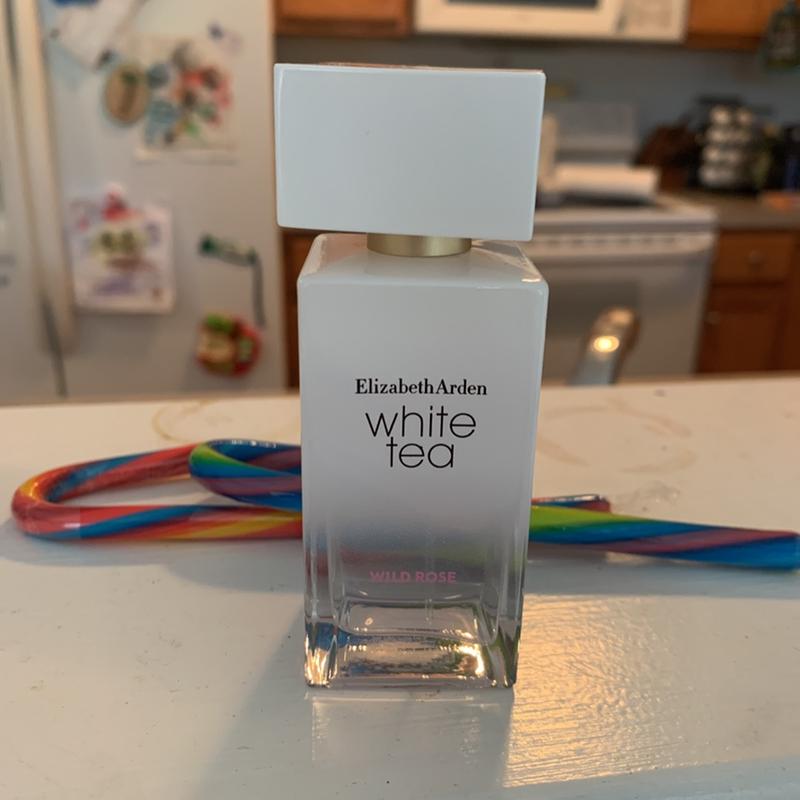 ElizabethArden
white
tea
WILD ROSE